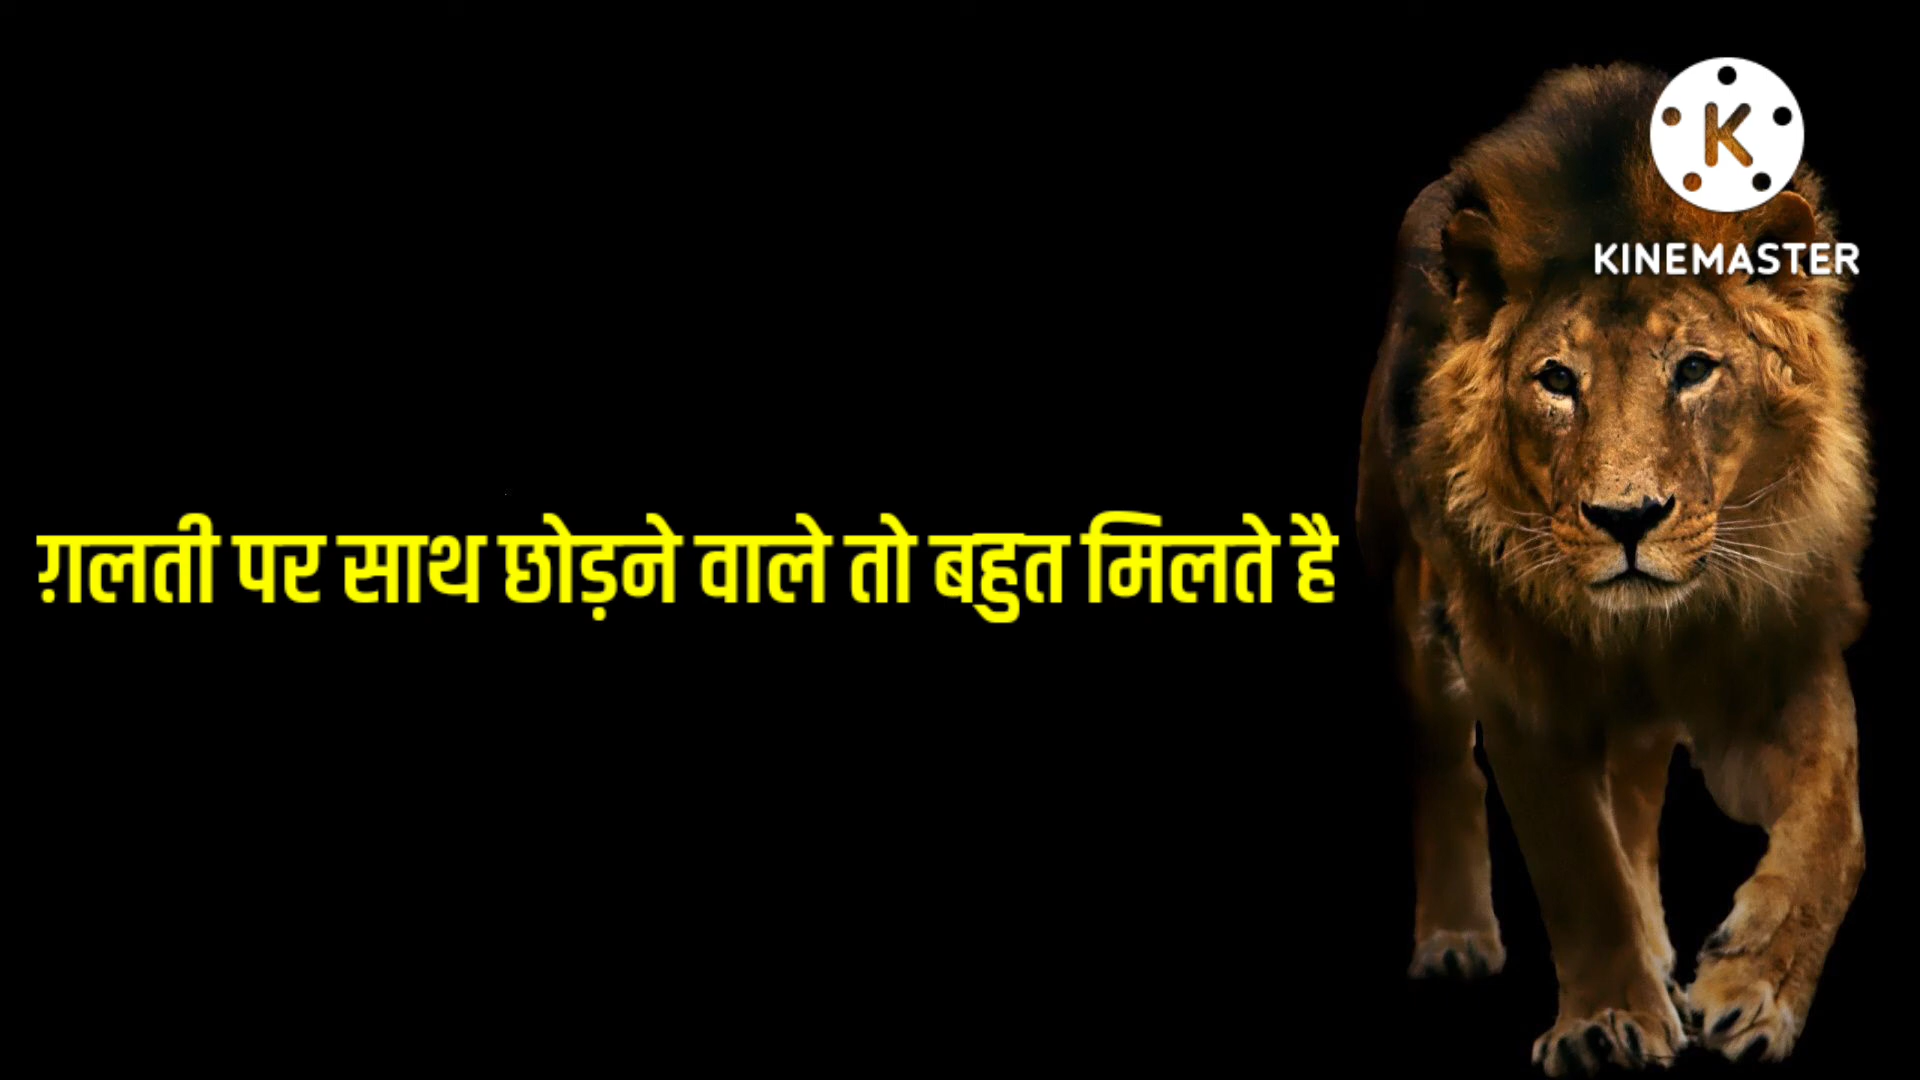 K
KINEMASTER
ग़लती पर साथ छोड़ने वाले तो बहुत मिलते है